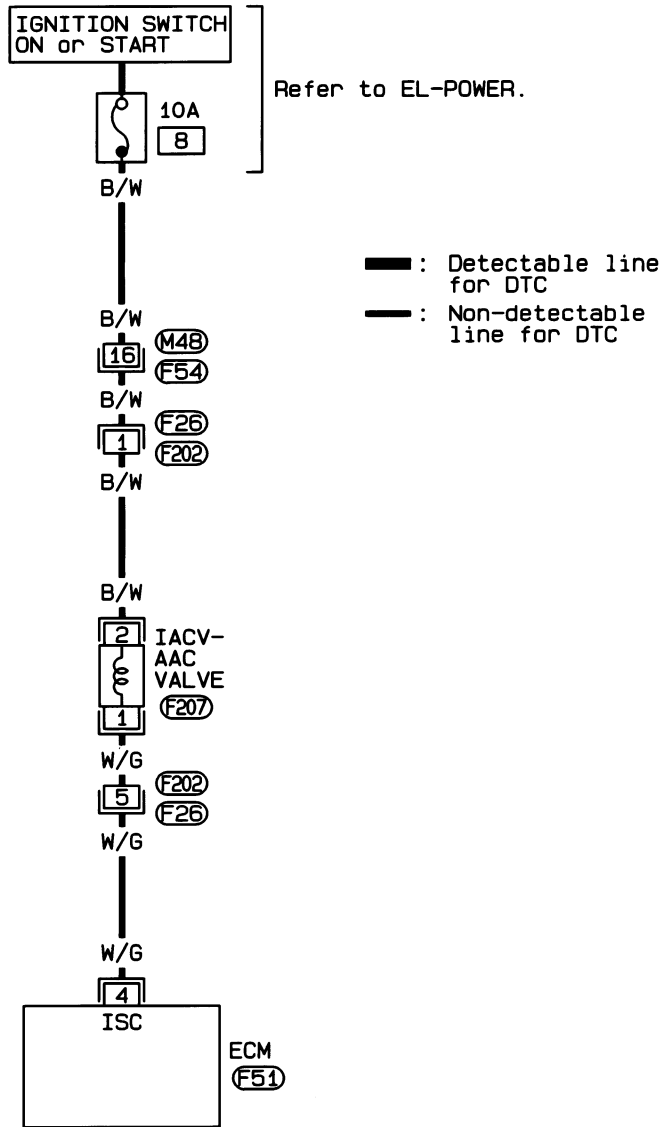 IGNITION SWITCH
ON or START
Refer to EL-POWER.
10A
8
B/W
: Detectable line
for DTC
: Non-detectable
line for DTC
B/W
16
M48
F54
B/W
1
F26
F202
B/W
B/W
2
IACV-
AAC
VALVE
F207
1
W/G
5
F202
F26
W/G
W/G
4
ISC
ECM
F51